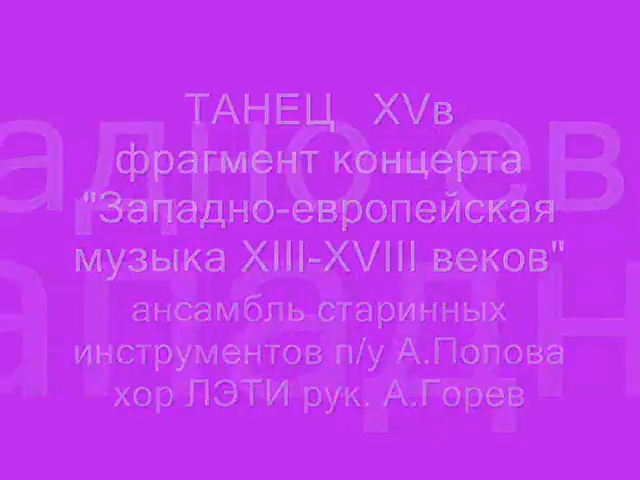 ТАНЕЦ XVв
фрагмент концерта
"Западно-европейская
музыка XIII-XVIII веков"
ансамбль старинных
инструментов п/у А.Попова
хор ЛЭТИ рук. А.Горев